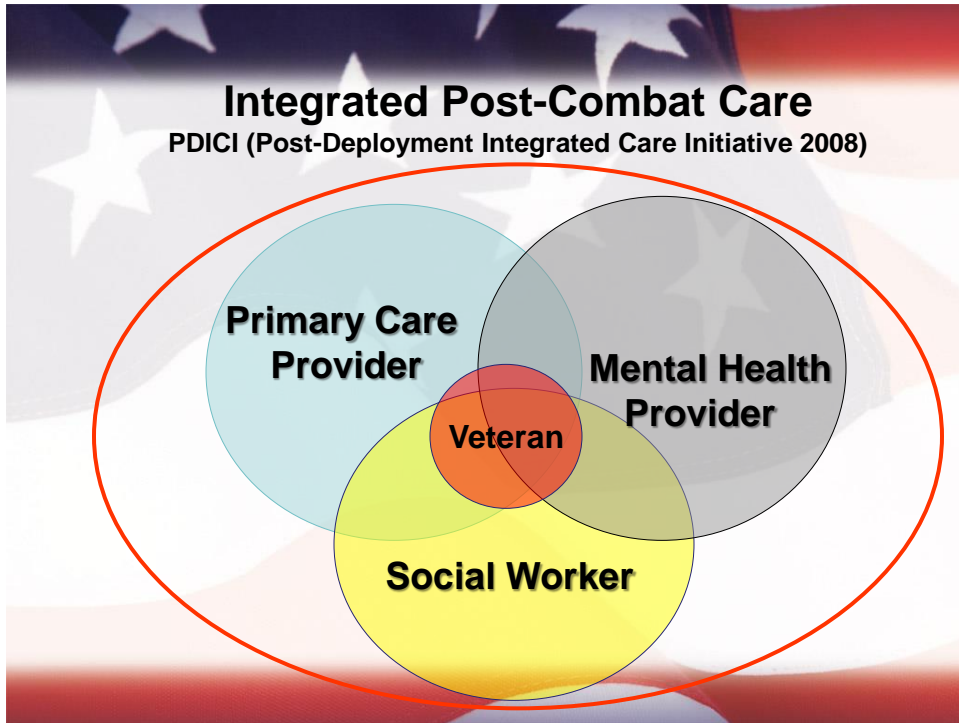 Integrated Post-Combat Care
PDICI (Post-Deployment Integrated Care Initiative 2008)
Primary Care
Provider
Mental Health
Provider
Veteran
Social Worker